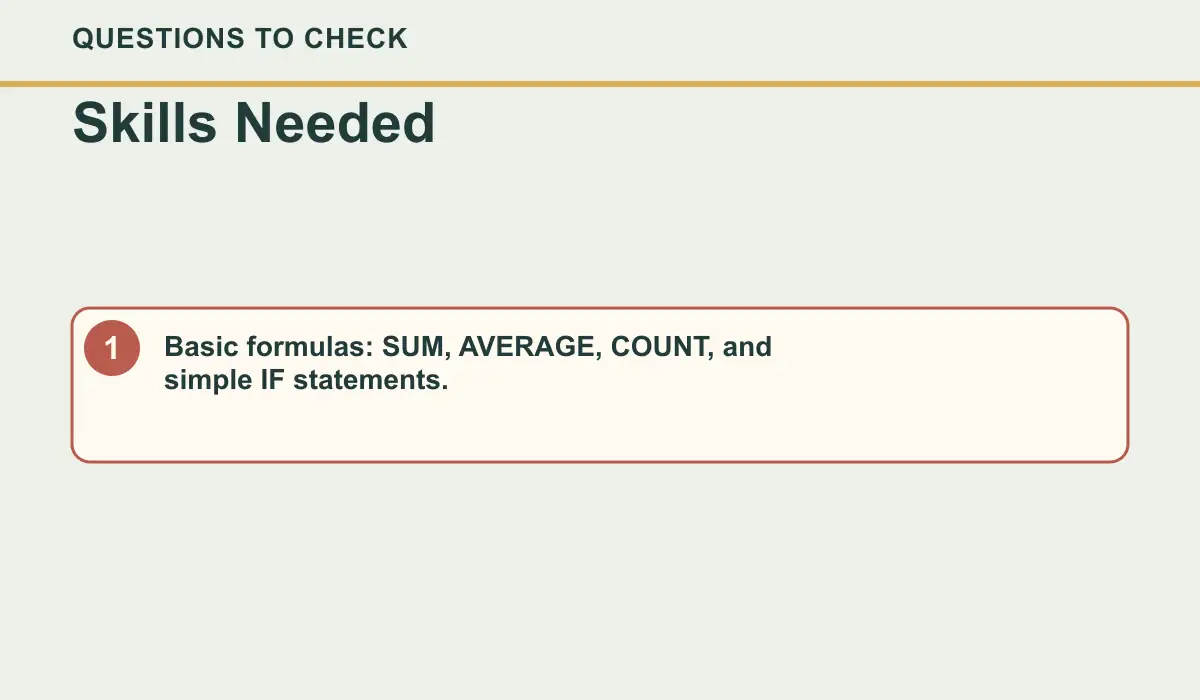 QUESTIONS TO CHECK
Skills Needed
1
Basic formulas: SUM, AVERAGE, COUNT, and
simple IF statements.